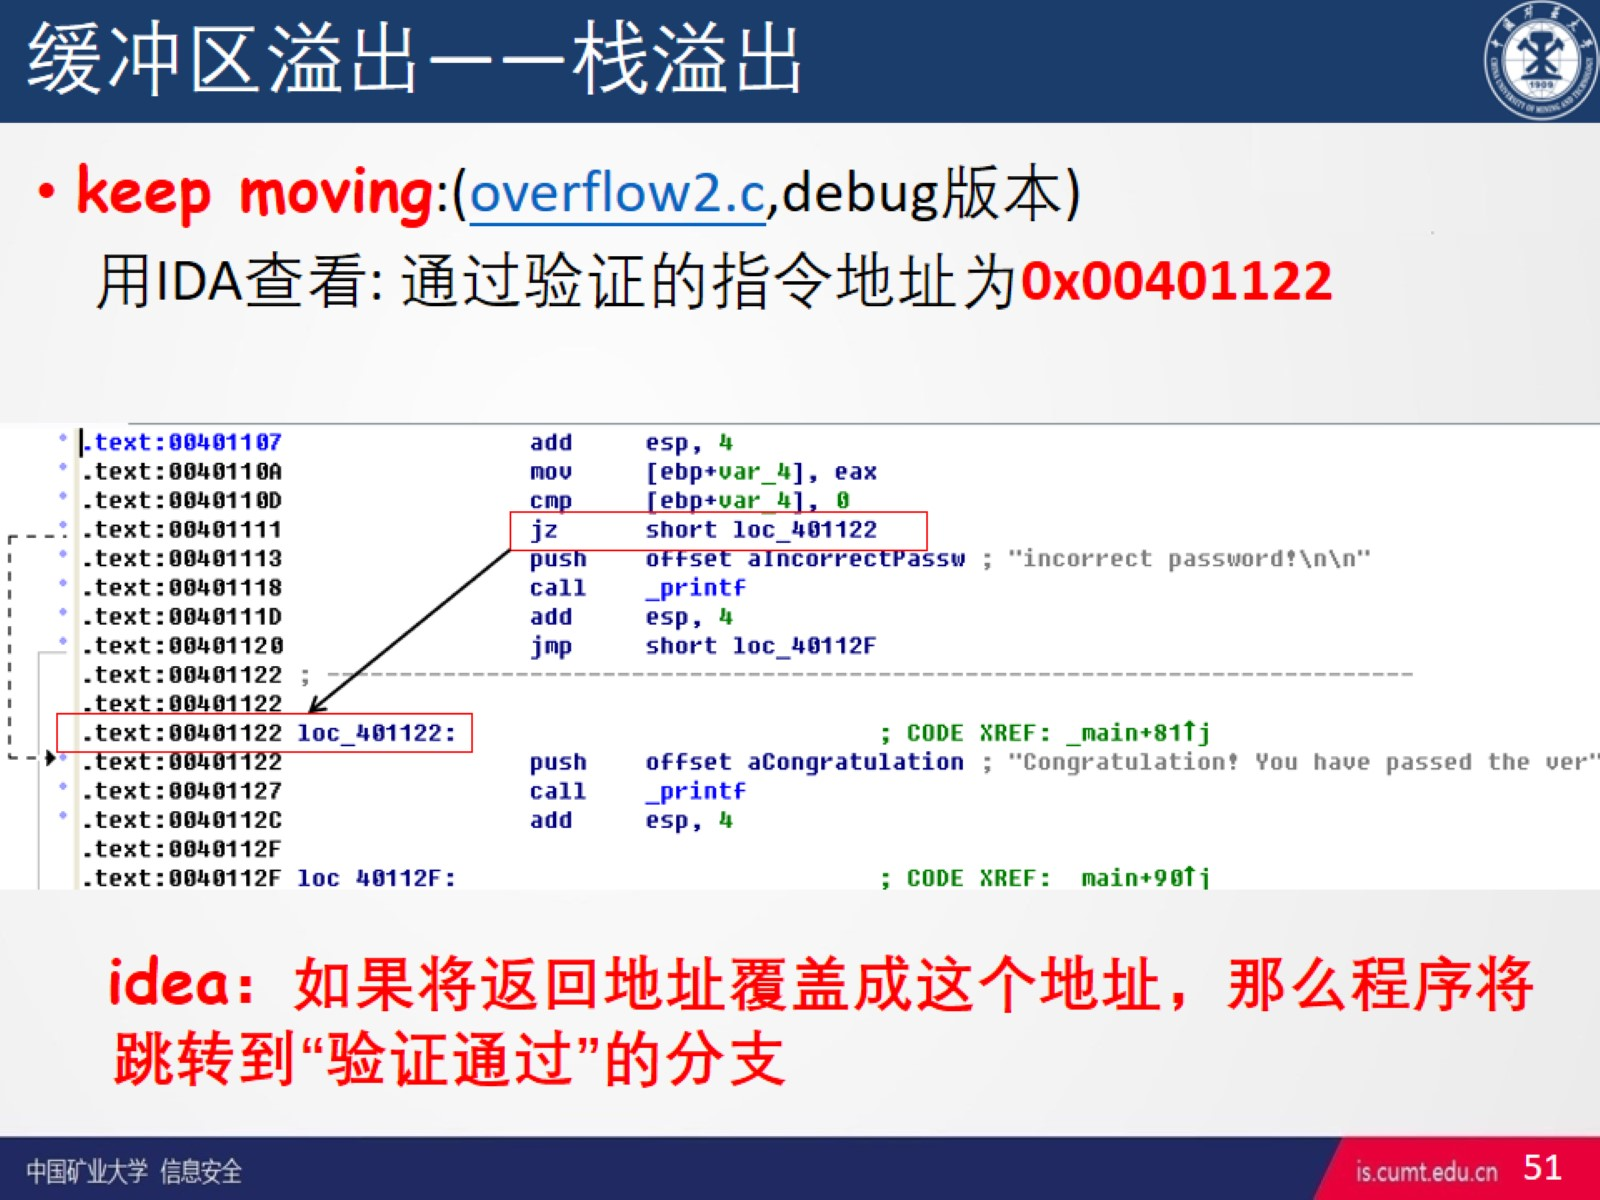 缓冲区溢出——栈溢出
• keep moving:(overflow2.c,debug版本)
用IDA查看: 通过验证的指令地址为0x00401122
.text:00401107 add esp, 4
.text:0040110A mov [ebp+var_4], eax
.text:0040110D cmp [ebp+var_4], 0
.text:00401111 jz short loc_401122
.text:00401113 push offset aIncorrectPassw ; "incorrect password!\n\n"
.text:00401118 call _printf
.text:0040111D add esp, 4
.text:00401120 jmp short loc_40112F
.text:00401122 ; ---------------------------------------------------------------------------
.text:00401122
.text:00401122 loc_401122: ; CODE XREF: _main+81↑j
.text:00401122 push offset aCongratulation ; "Congratulation! You have passed the ver"
.text:00401127 call _printf
.text:0040112C add esp, 4
.text:0040112F
.text:0040112F loc_40112F: ; CODE XREF: _main+90↑j
idea：如果将返回地址覆盖成这个地址，那么程序将
跳转到“验证通过”的分支
中国矿业大学 信息安全
is.cumt.edu.cn 51
1909